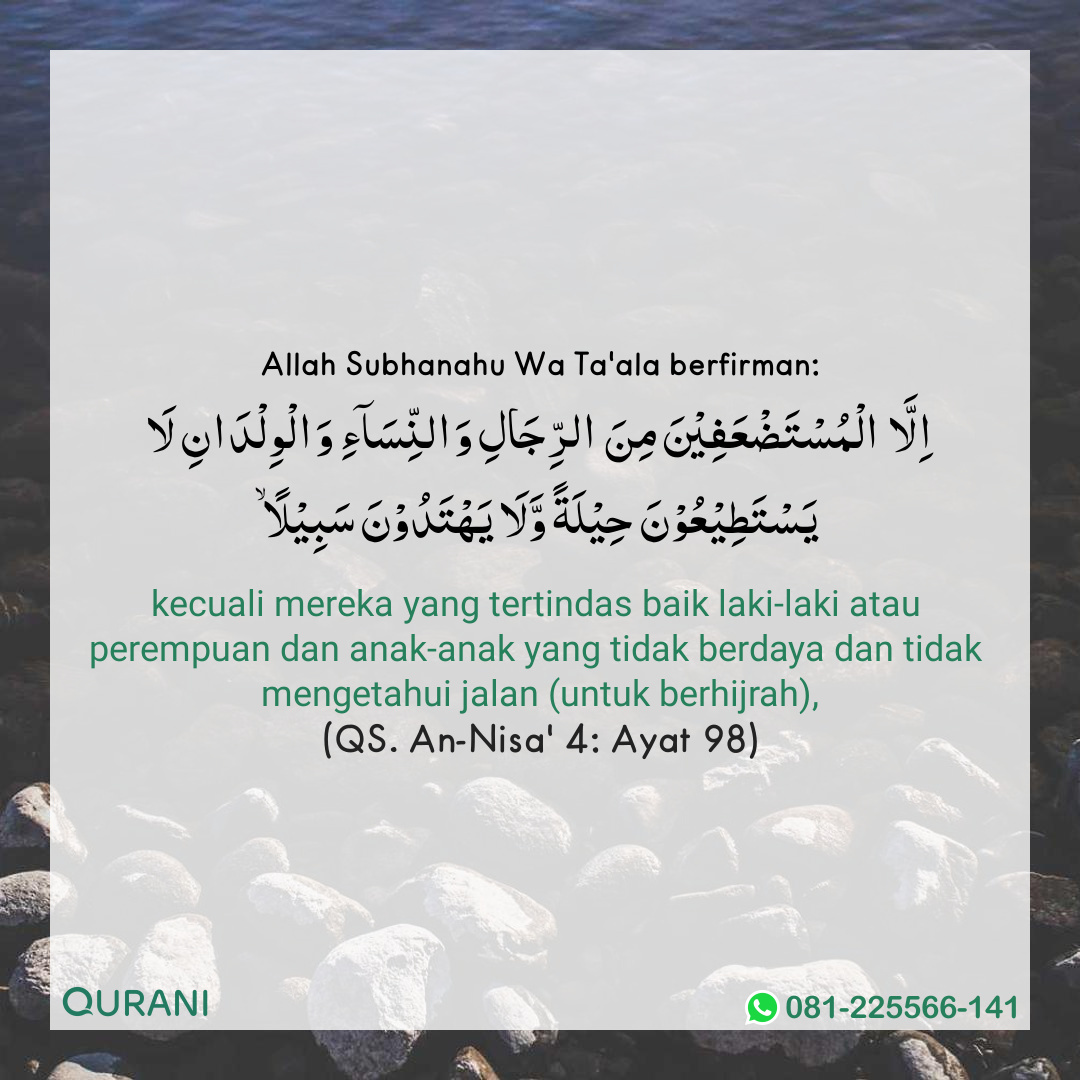 Allah Subhanahu Wa Ta'ala berfirman:
اِلَّا الْمُسْتَضْعَفِيْنَ مِنَ الرِّجَالِ وَالنِّسَآءِ وَالْوِلْدَانِ لَا
يَسْتَطِيْعُوْنَ حِيْلَةً وَّلَا يَهْتَدُوْنَ سَبِيْلًاۙ
kecuali mereka yang tertindas baik laki-laki atau
perempuan dan anak-anak yang tidak berdaya dan tidak
mengetahui jalan (untuk berhijrah),
(QS. An-Nisa' 4: Ayat 98)
QURANI
081-225566-141